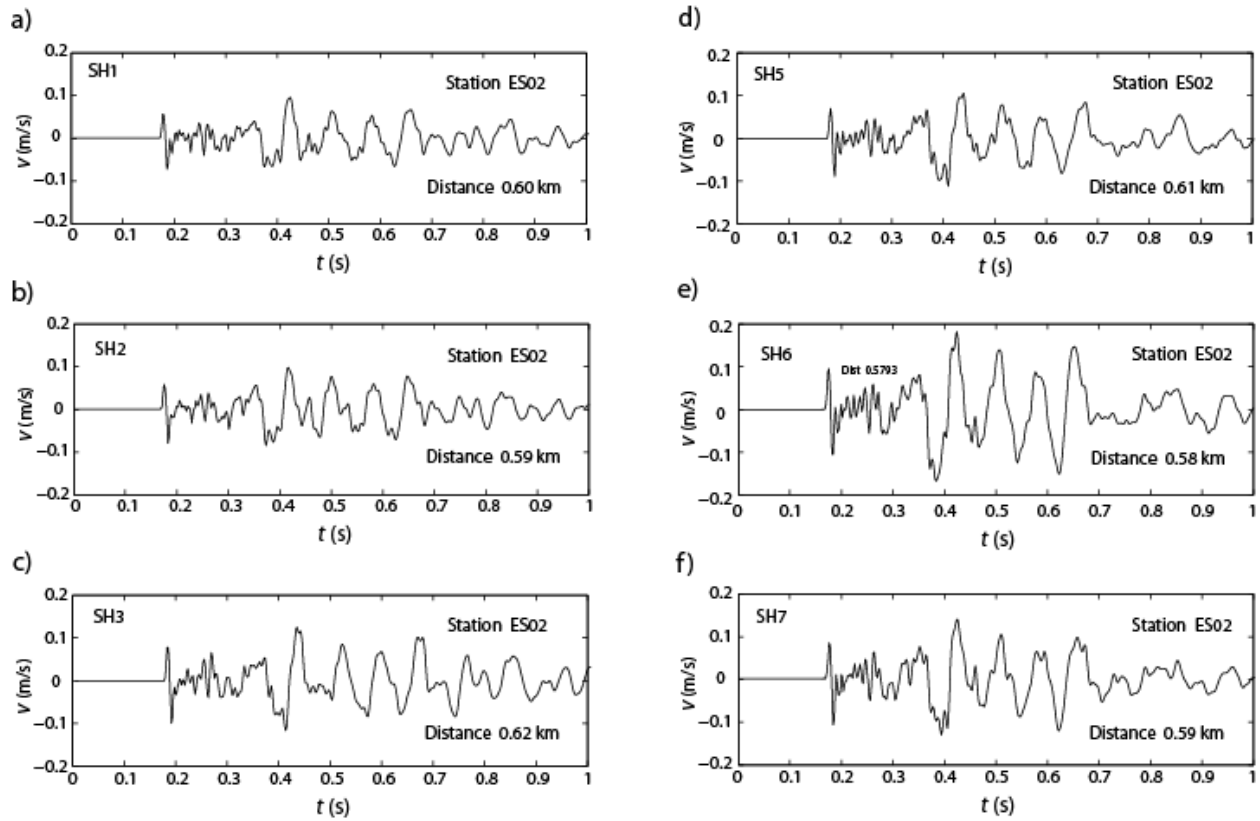 a)
0.2
0.1
0
−0.1
−0.2
v (m/s)
SH1
Station ES02
Distance 0.60 km
0 0.1 0.2 0.3 0.4 0.5 0.6 0.7 0.8 0.9 1
t (s)
b)
0.2
0.1
0
−0.1
−0.2
v (m/s)
SH2
Station ES02
Distance 0.59 km
0 0.1 0.2 0.3 0.4 0.5 0.6 0.7 0.8 0.9 1
t (s)
c)
0.2
0.1
0
−0.1
−0.2
v (m/s)
SH3
Station ES02
Distance 0.62 km
0 0.1 0.2 0.3 0.4 0.5 0.6 0.7 0.8 0.9 1
t (s)
d)
0.2
0.1
0
−0.1
−0.2
v (m/s)
SH5
Station ES02
Distance 0.61 km
0 0.1 0.2 0.3 0.4 0.5 0.6 0.7 0.8 0.9 1
t (s)
e)
0.2
0.1
0
−0.1
−0.2
v (m/s)
SH6
Dist 0.5793
Station ES02
Distance 0.58 km
0 0.1 0.2 0.3 0.4 0.5 0.6 0.7 0.8 0.9 1
t (s)
f)
0.2
0.1
0
−0.1
−0.2
v (m/s)
SH7
Station ES02
Distance 0.59 km
0 0.1 0.2 0.3 0.4 0.5 0.6 0.7 0.8 0.9 1
t (s)